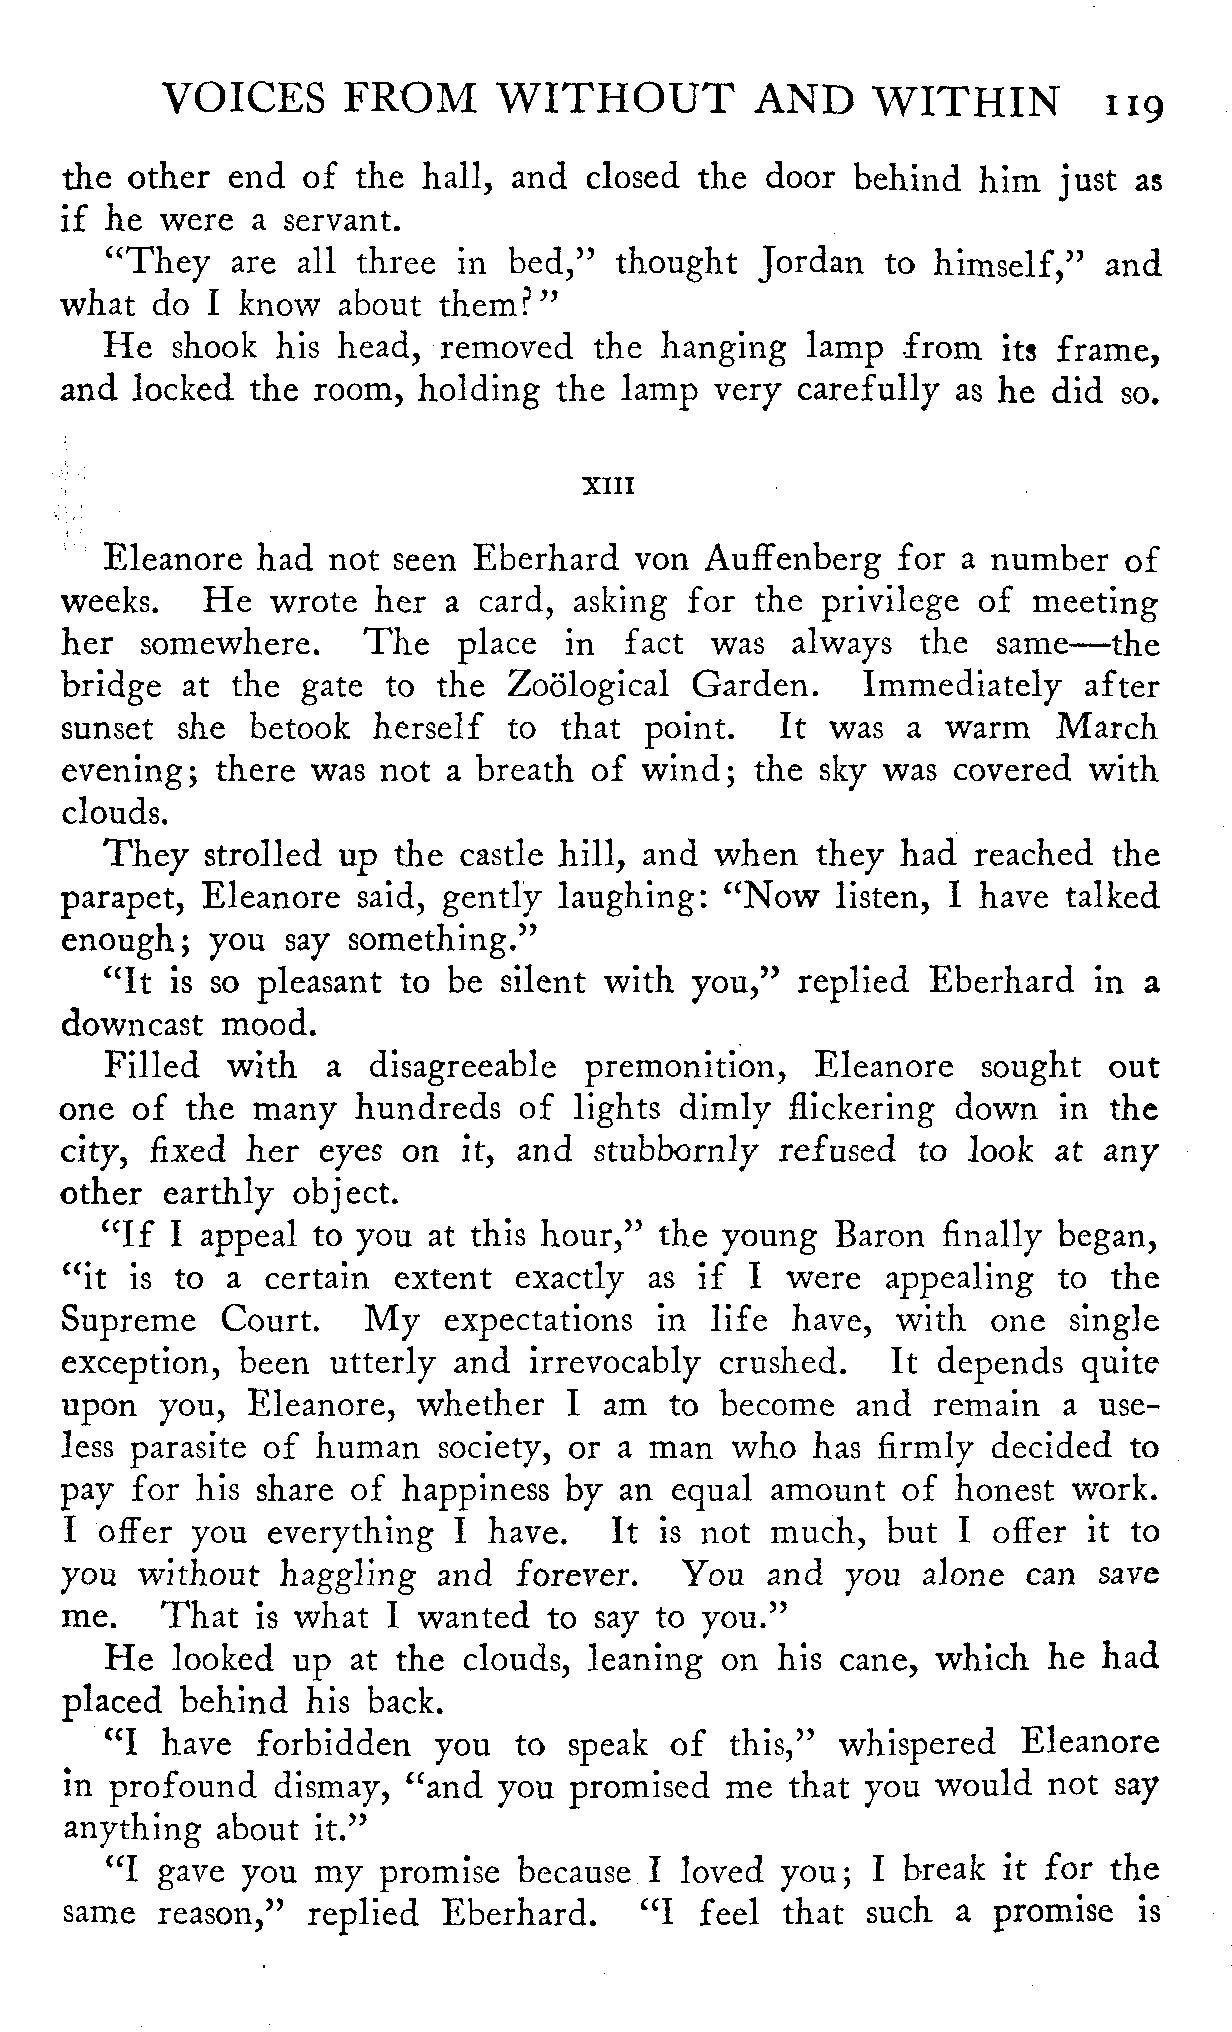 VOICES FROM WITHOUT AND WITHIN 119
the other end of the hall, and closed the door behind him just as
if he were a servant.
“They are all three in bed,” thought Jordan to himself,” and
what do I know about them?”
He shook his head, removed the hanging lamp from its frame,
and locked the room, holding the lamp very carefully as he did so.
XIII
Eleanore had not seen Eberhard von Auffenberg for a number of
weeks. He wrote her a card, asking for the privilege of meeting
her somewhere. The place in fact was always the same—the
bridge at the gate to the Zoölogical Garden. Immediately after
sunset she betook herself to that point. It was a warm March
evening; there was not a breath of wind; the sky was covered with
clouds.
They strolled up the castle hill, and when they had reached the
parapet, Eleanore said, gently laughing: “Now listen, I have talked
enough; you say something.”
“It is so pleasant to be silent with you,” replied Eberhard in a
downcast mood.
Filled with a disagreeable premonition, Eleanore sought out
one of the many hundreds of lights dimly flickering down in the
city, fixed her eyes on it, and stubbornly refused to look at any
other earthly object.
“If I appeal to you at this hour,” the young Baron finally began,
“it is to a certain extent exactly as if I were appealing to the
Supreme Court. My expectations in life have, with one single
exception, been utterly and irrevocably crushed. It depends quite
upon you, Eleanore, whether I am to become and remain a use-
less parasite of human society, or a man who has firmly decided to
pay for his share of happiness by an equal amount of honest work.
I offer you everything I have. It is not much, but I offer it to
you without haggling and forever. You and you alone can save
me. That is what I wanted to say to you.”
He looked up at the clouds, leaning on his cane, which he had
placed behind his back.
“I have forbidden you to speak of this,” whispered Eleanore
in profound dismay, “and you promised me that you would not say
anything about it.”
“I gave you my promise because I loved you; I break it for the
same reason,” replied Eberhard. “I feel that such a promise is